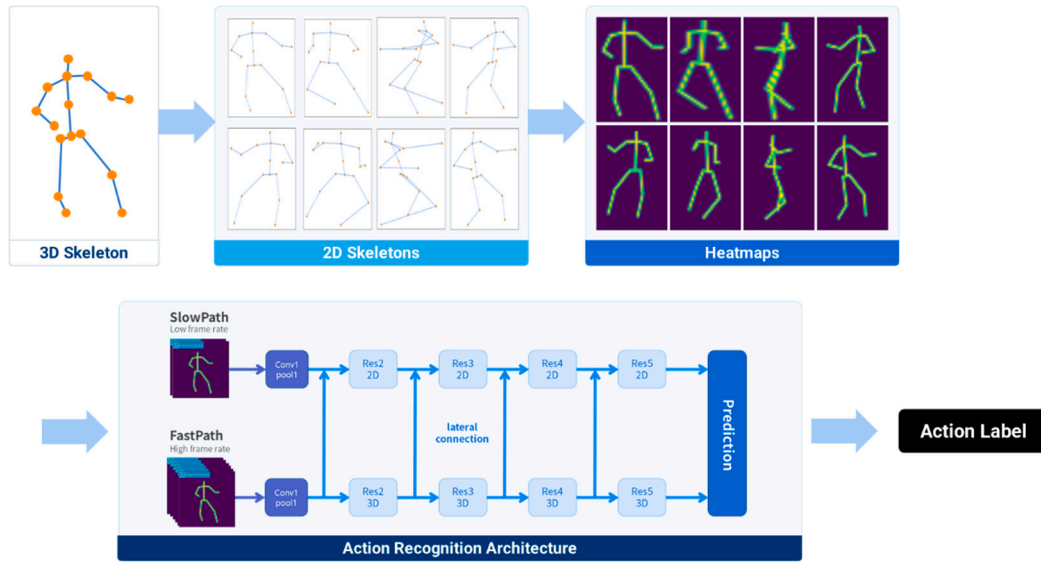 3D Skeleton
2D Skeletons
Heatmaps
SlowPath
Low frame rate
Conv1
pool1
Res2
2D
Res3
2D
Res4
2D
Res5
2D
lateral
connection
Prediction
FastPath
High frame rate
Conv1
pool1
Res2
3D
Res3
3D
Res4
3D
Res5
3D
Action Recognition Architecture
Action Label